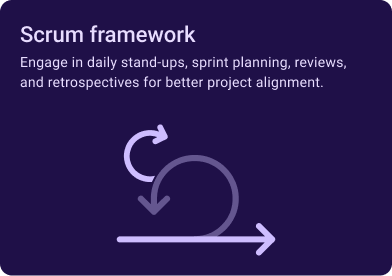 Scrum framework
Engage in daily stand-ups, sprint planning, reviews,
and retrospectives for better project alignment.